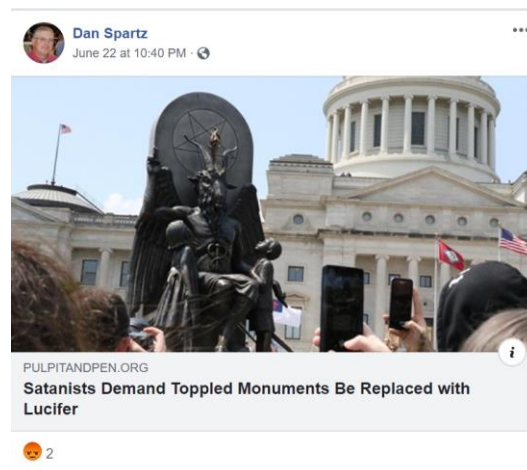 Dan Spartz
June 22 at 10:40 PM ·
PULPITANDPEN.ORG
Satanists Demand Toppled Monuments Be Replaced with
Lucifer
2